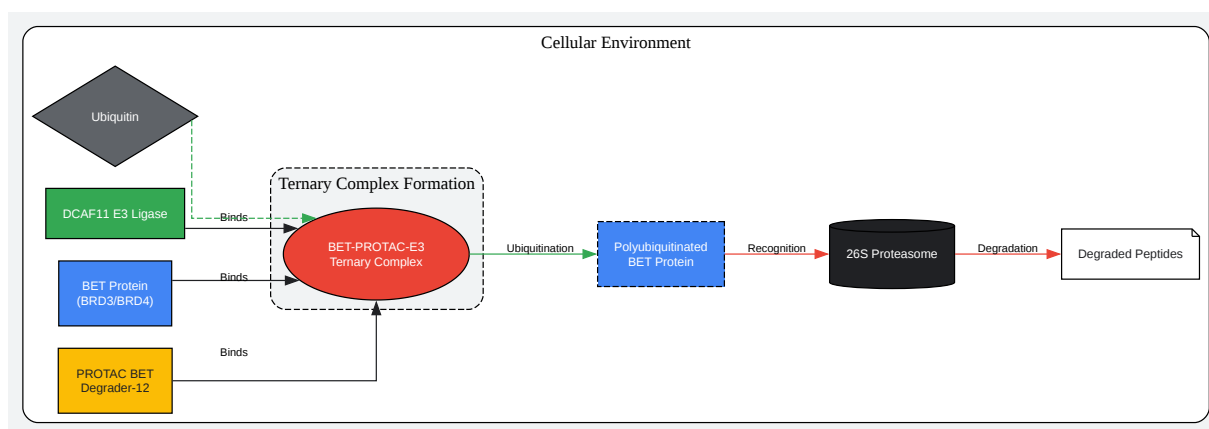 Cellular Environment
Ubiquitin
DCAF11 E3 Ligase
Binds
BET Protein
(BRD3/BRD4)
Binds
PROTAC BET
Degrader-12
Binds
Ternary Complex Formation
BET-PROTAC-E3
Ternary Complex
Ubiquitination
Polyubiquitinated
BET Protein
Recognition
26S Proteasome
Degradation
Degraded Peptides